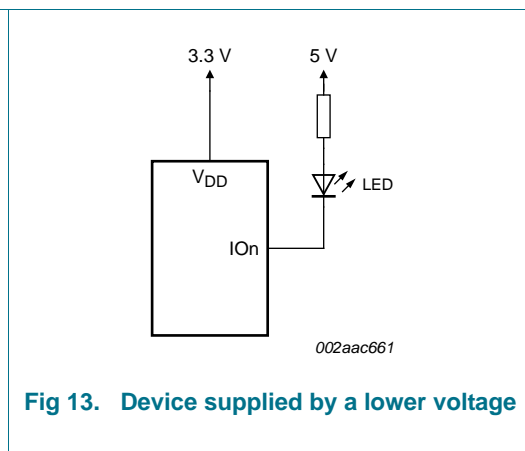 3.3 V
5 V
VDD
LED
IOn
002aac661
Fig 13. Device supplied by a lower voltage